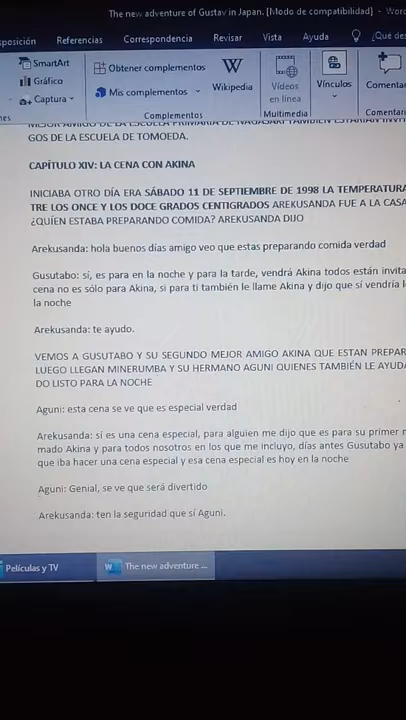 The new adventure of Gustav in Japan. [Modo de compatibilidad] - Word
sposición Referencias Correspondencia Revisar Vista Ayuda ¿Qué des
SmartArt
Gráfico
Captura
nes
Obtener complementos
Mis complementos
Wikipedia
Complementos
Vídeos
en línea
Multimedia
Vínculos
Comenta
Comentari
GOS DE LA ESCUELA DE TOMOEDA.
CAPÍTULO XIV: LA CENA CON AKINA
INICIABA OTRO DÍA ERA SÁBADO 11 DE SEPTIEMBRE DE 1998 LA TEMPERATURA
TRE LOS ONCE Y LOS DOCE GRADOS CENTIGRADOS AREKUSANDA FUE A LA CASA
¿QUÍEN ESTABA PREPARANDO COMIDA? AREKUSANDA DIJO
Arekusanda: hola buenos días amigo veo que estas preparando comida verdad
Gusutabo: sí, es para en la noche y para la tarde, vendrá Akina todos están invita
cena no es sólo para Akina, si para ti también le llame Akina y dijo que sí vendría l
la noche
Arekusanda: te ayudo.
VEMOS A GUSUTABO Y SU SEGUNDO MEJOR AMIGO AKINA QUE ESTAN PREPAR
LUEGO LLEGAN MINERUMBA Y SU HERMANO AGUNI QUIENES TAMBIÉN LE AYUDA
DO LISTO PARA LA NOCHE
Aguni: esta cena se ve que es especial verdad
Arekusanda: sí es una cena especial, para alguien me dijo que es para su primer
mado Akina y para todos nosotros en los que me incluyo, días antes Gusutabo ya
que iba hacer una cena especial y esa cena especial es hoy en la noche
Aguni: Genial, se ve que será divertido
Arekusanda: ten la seguridad que sí Aguni.
Películas y TV
The new adventure ...